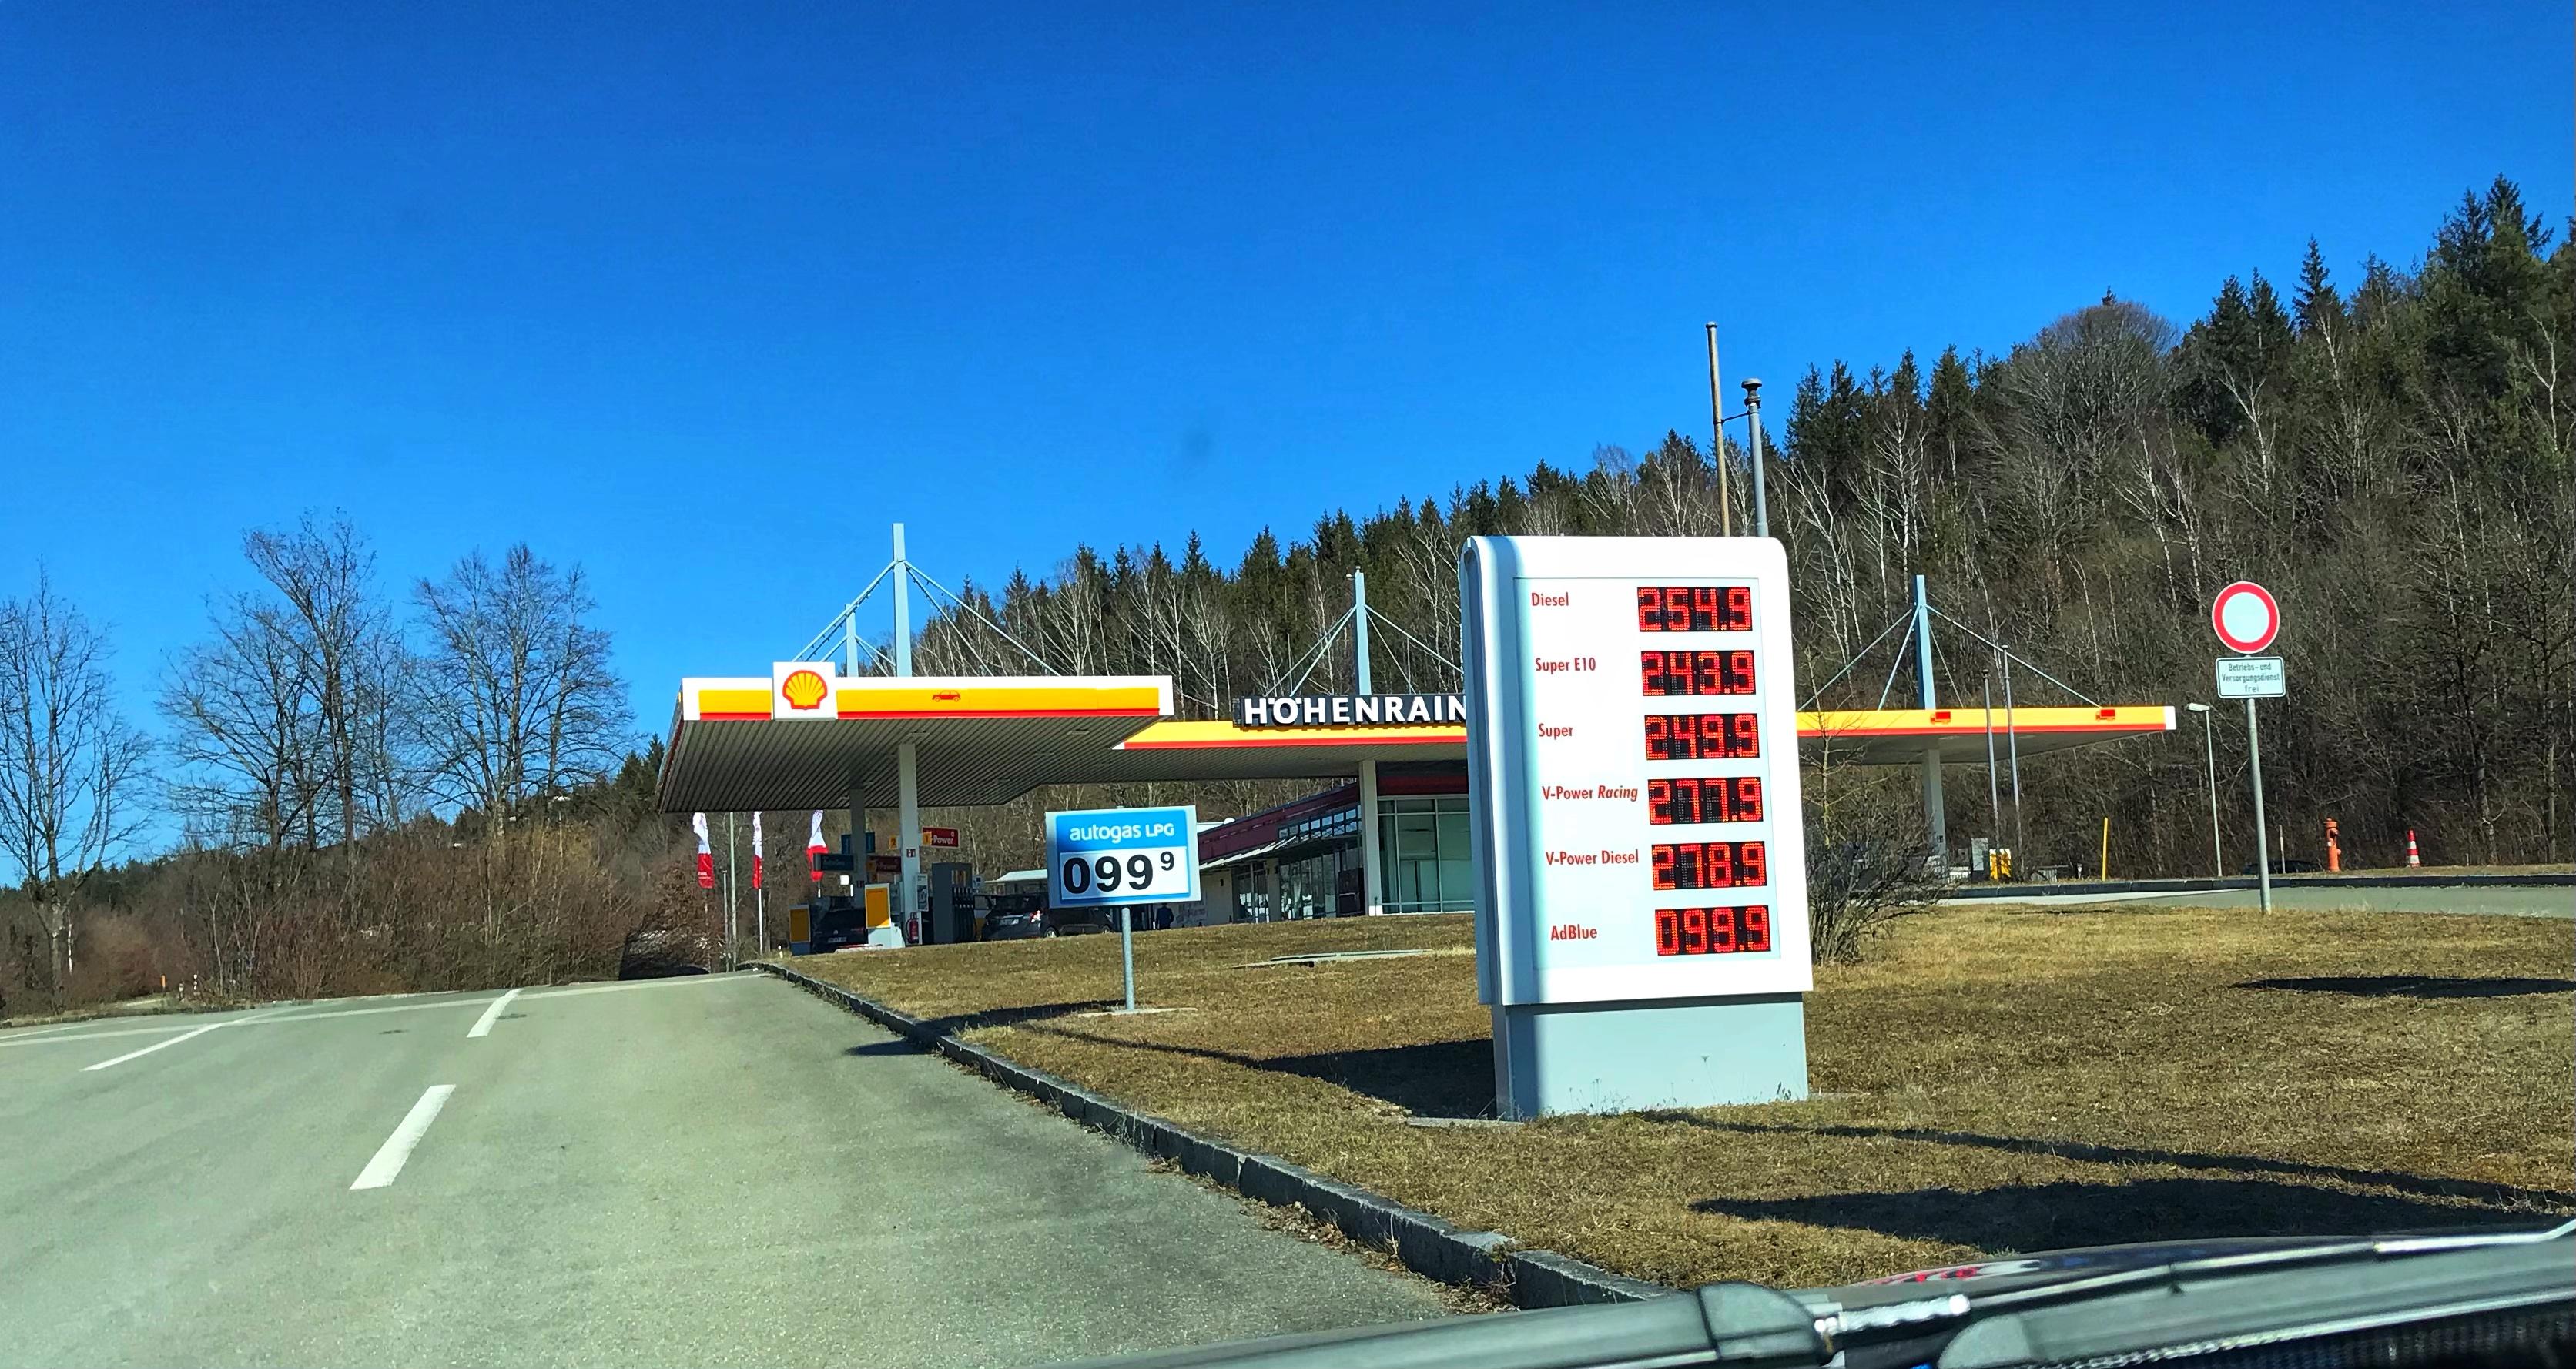 HÖHENRAIN
autogas LPG
099⁹
Diesel 254.9
Super E10 243.9
Super 249.9
V-Power Racing 277.9
V-Power Diesel 278.9
AdBlue 099.9
Betriebs- und
Versorgungsdienst
frei
Power